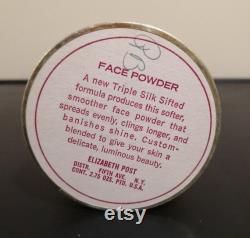 FACE POWDER
A new Triple Silk Sifted
formula produces this softer,
smoother face powder that
spreads evenly, clings longer, and
banishes shine. Custom-
blended to give your skin a
delicate, luminous beauty.
ELIZABETH POST
DISTR. FIFTH AVE. N.Y.
CONT. 2.75 OZS. PTD. U.S.A.
Etsy